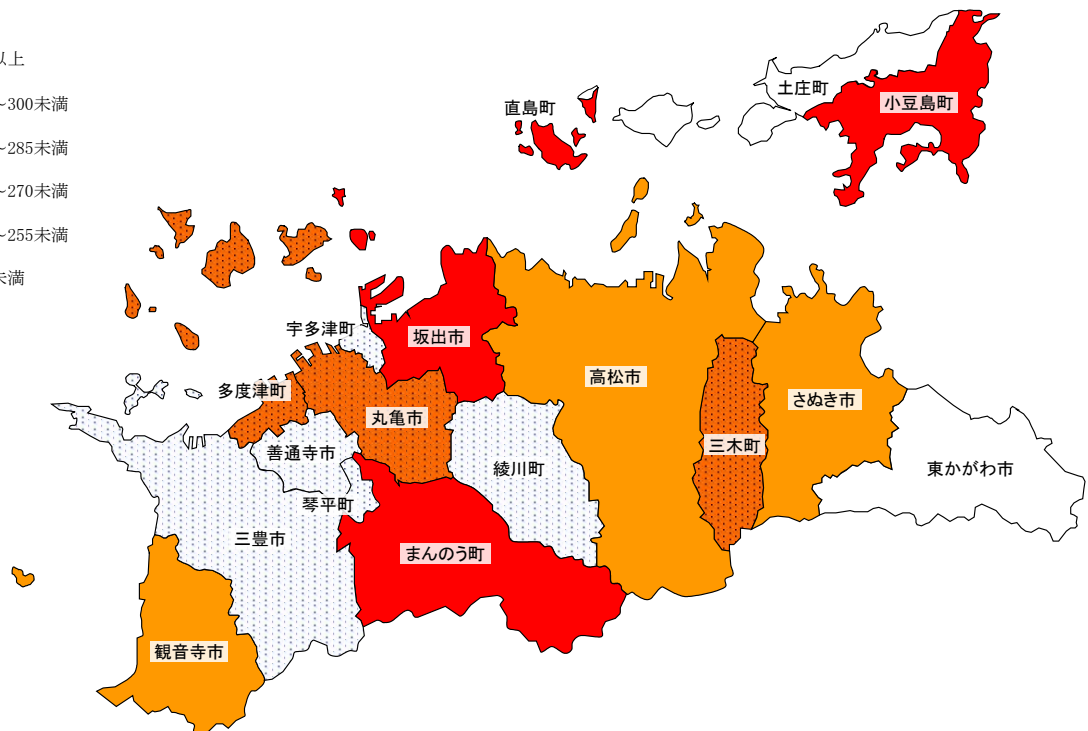 以上
~300未満
~285未満
~270未満
~255未満
未満
土庄町
小豆島町
直島町
宇多津町
坂出市
高松市
多度津町
丸亀市
さぬき市
善通寺市
綾川町
三木町
東かがわ市
琴平町
三豊市
まんのう町
観音寺市